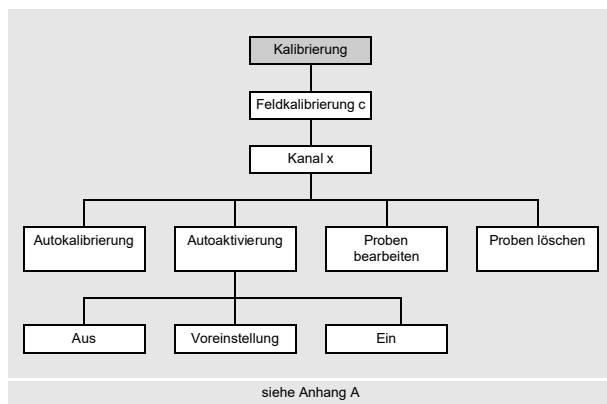 Kalibrierung
Feldkalibrierung c
Kanal x
Autokalibrierung
Autoaktivierung
Proben
bearbeiten
Proben löschen
Aus
Voreinstellung
Ein
siehe Anhang A